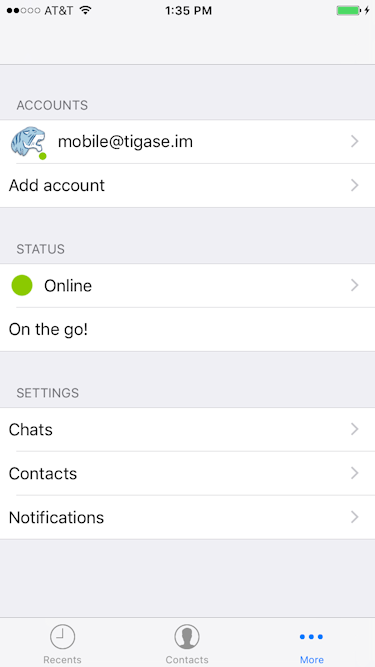 AT&T 1:35 PM
ACCOUNTS
mobile@tigase.im
Add account
STATUS
Online
On the go!
SETTINGS
Chats
Contacts
Notifications
Recents Contacts More